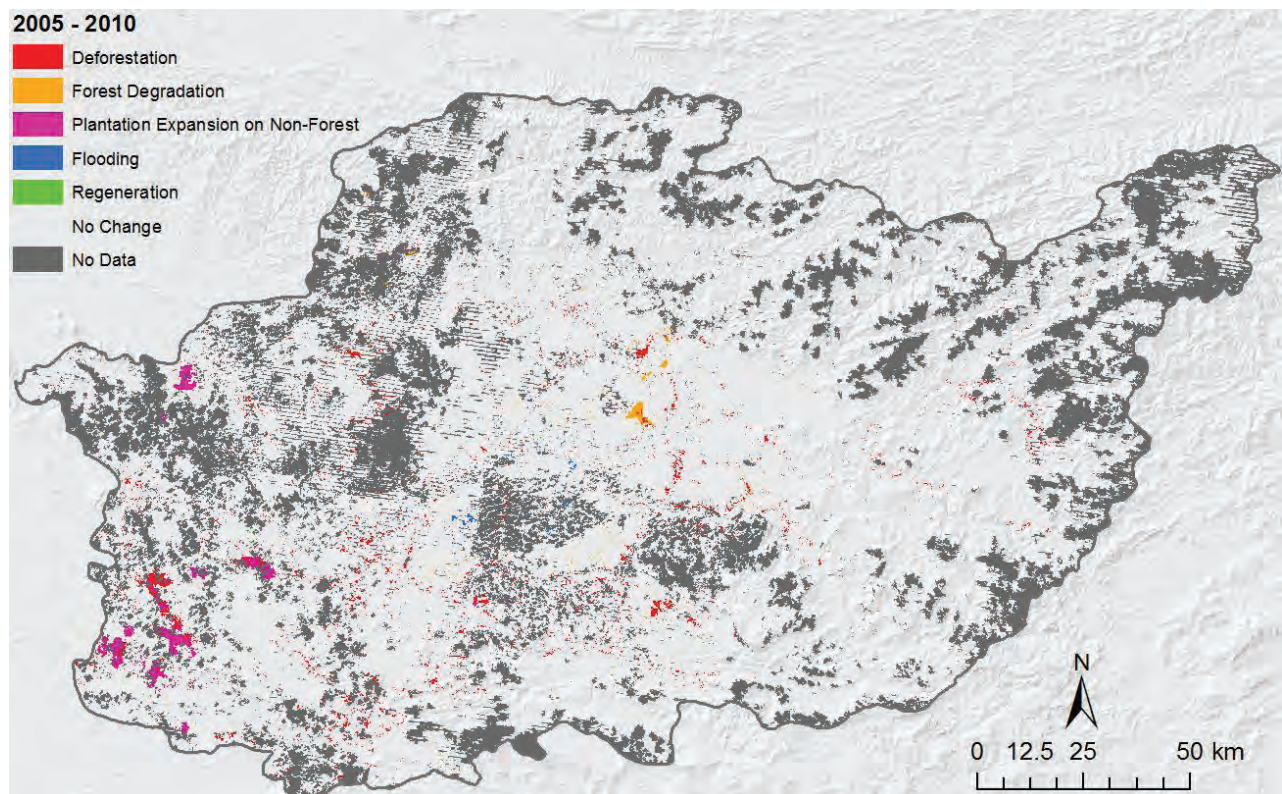 2005 - 2010
Deforestation
Forest Degradation
Plantation Expansion on Non-Forest
Flooding
Regeneration
No Change
No Data
N
0 12.5 25 50 km